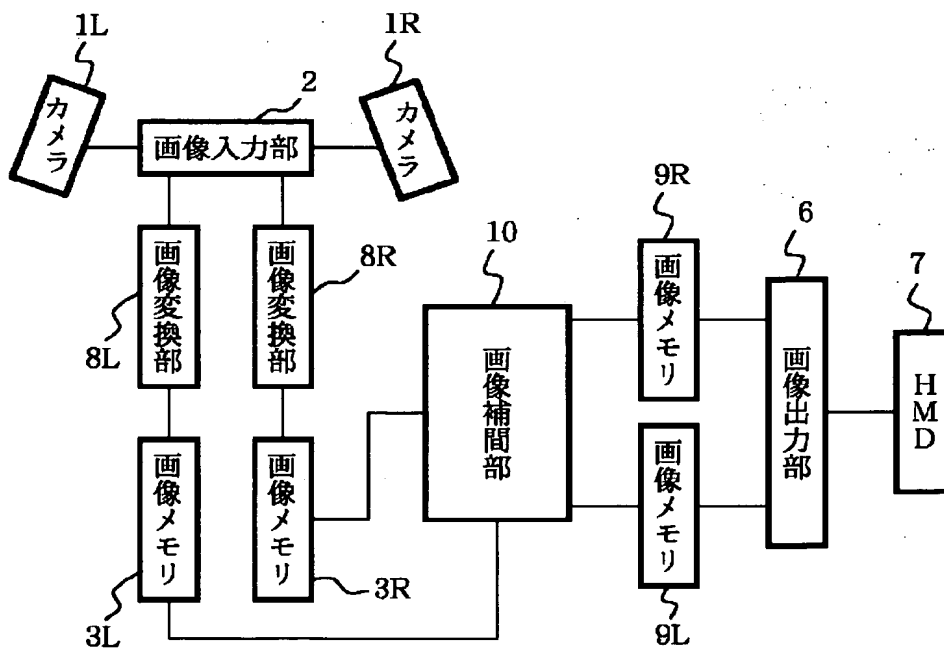 1L
1R
カメラ
2
カメラ
画像入力部
9R
6
画像変換部
画像変換部
8R
10
画像メモリ
7
8L
画像補間部
画像出力部
HMD
画像メモリ
画像メモリ
画像メモリ
3R
3L
9L